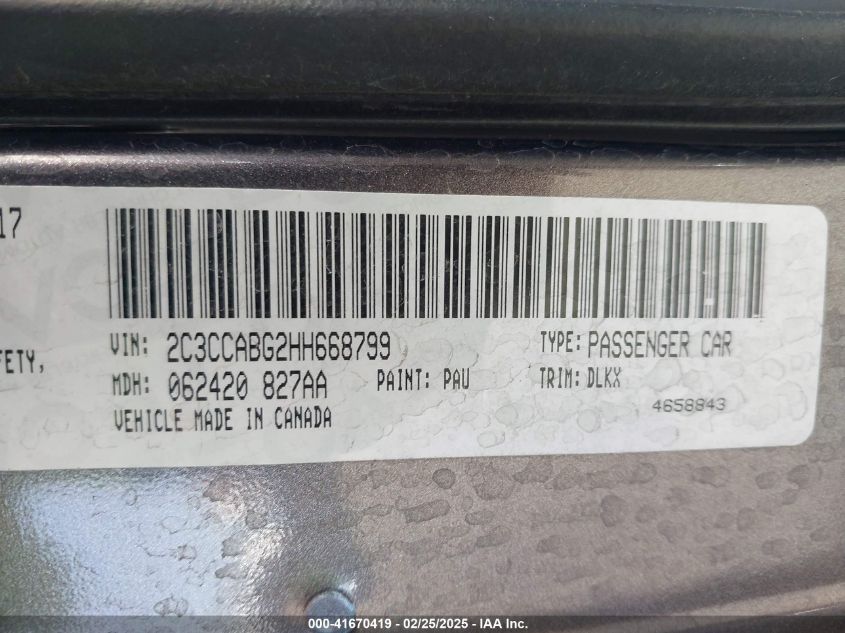 17
VIN: 2C3CCABG2HH668799 TYPE: PASSENGER CAR
FETY,
MDH: 062420 827AA PAINT: PAU TRIM: DLKX
4658843
VEHICLE MADE IN CANADA
000-41670419 - 02/25/2025 - IAA Inc.